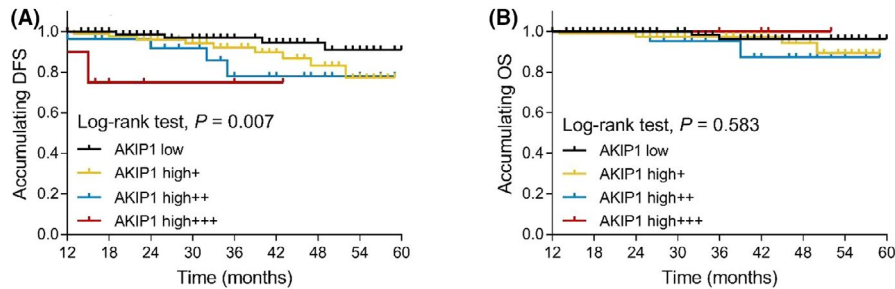 (A)
Accumulating DFS
1.0
0.8
0.6
0.4
0.2
0.0
Log-rank test, P = 0.007
AKIP1 low
AKIP1 high+
AKIP1 high++
AKIP1 high+++
12 18 24 30 36 42 48 54 60
Time (months)
(B)
Accumulating OS
1.0
0.8
0.6
0.4
0.2
0.0
Log-rank test, P = 0.583
AKIP1 low
AKIP1 high+
AKIP1 high++
AKIP1 high+++
12 18 24 30 36 42 48 54 60
Time (months)